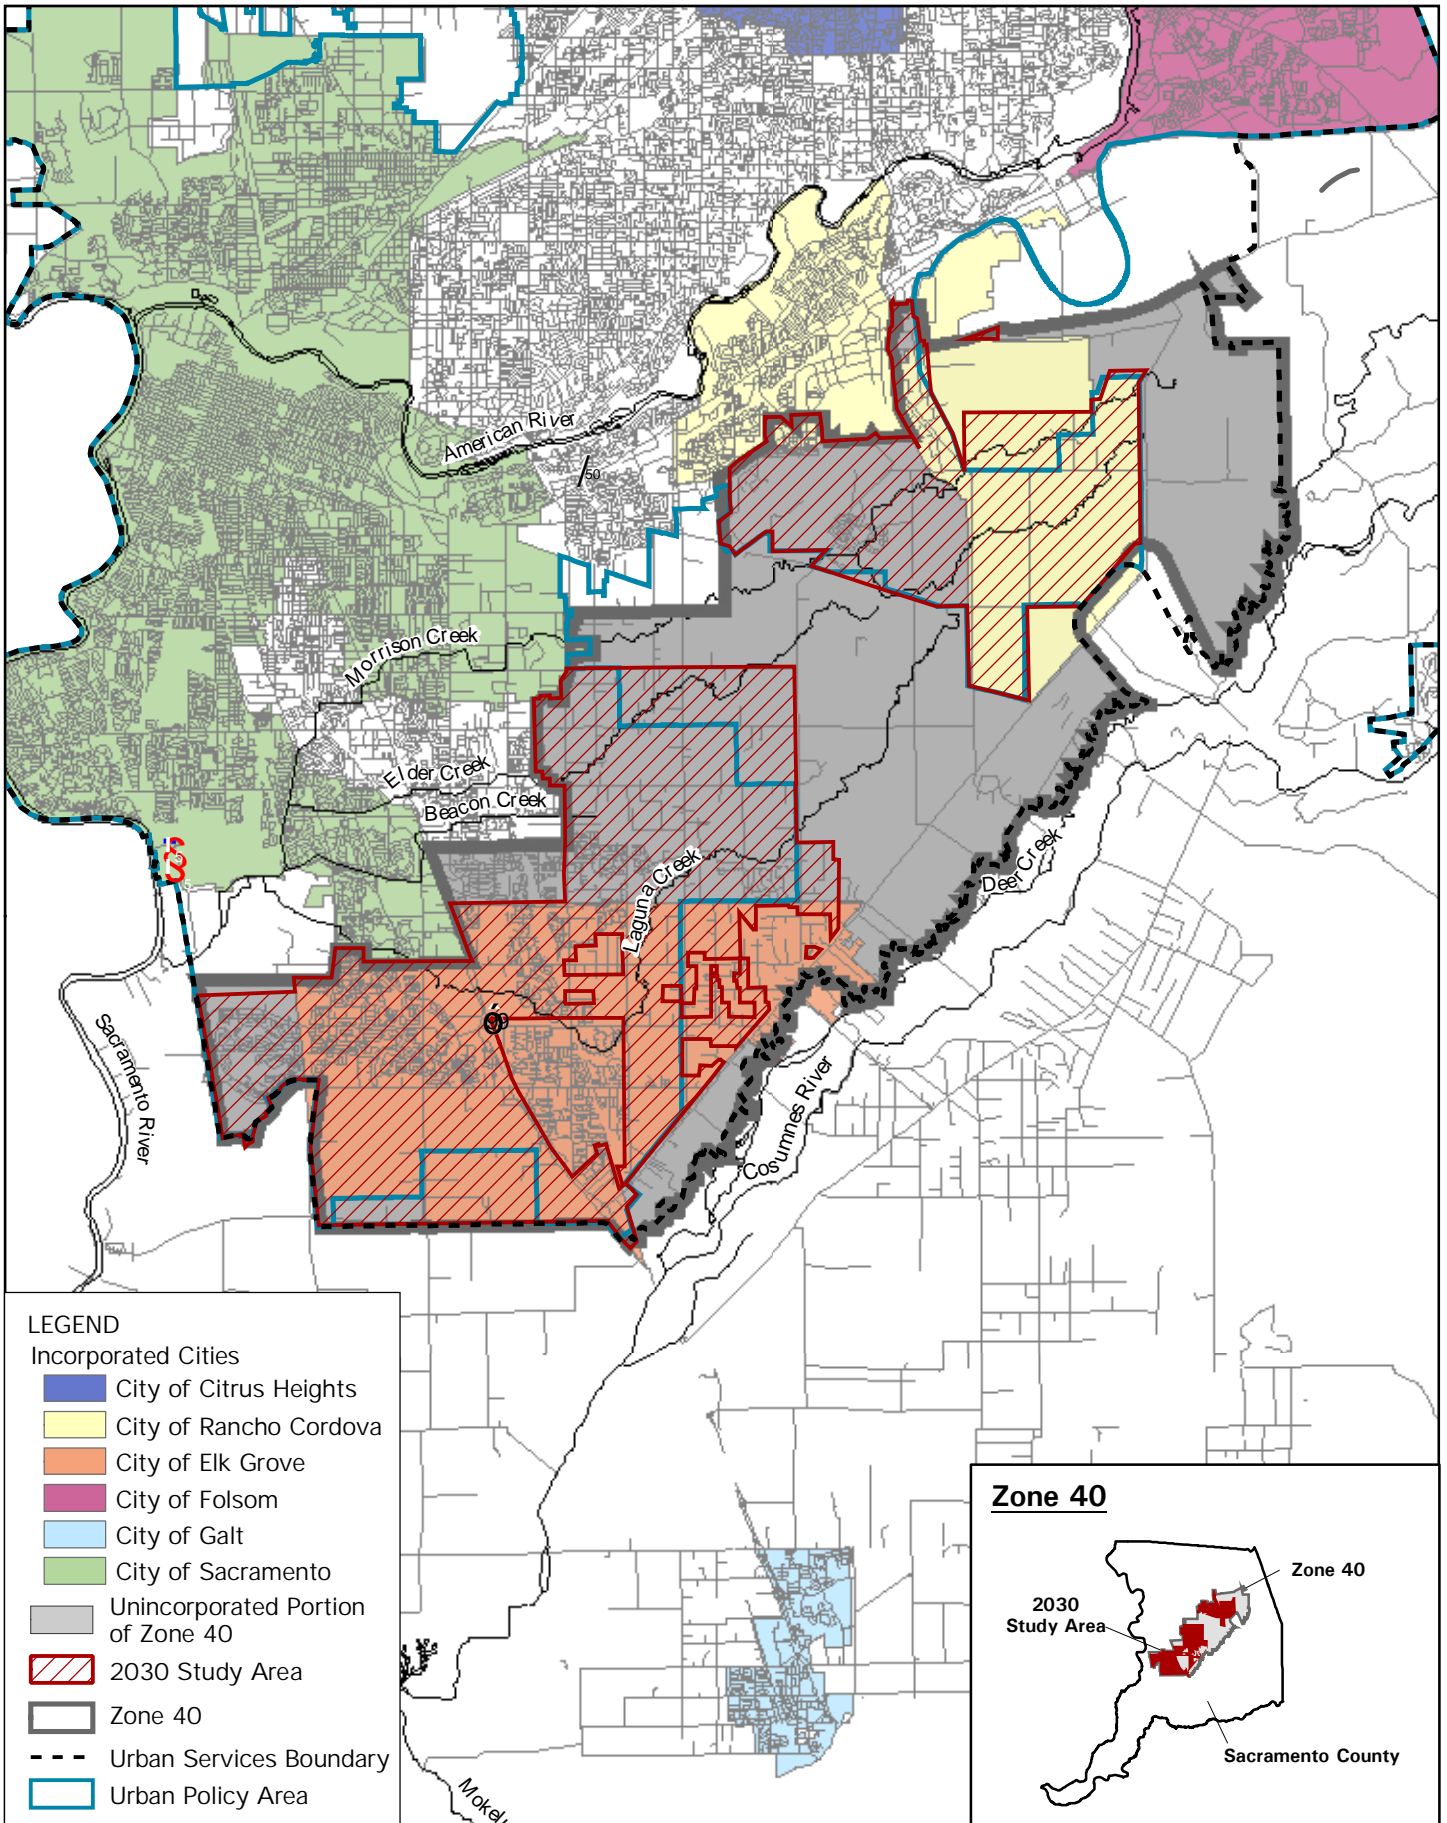 American River
50
Morrison Creek
Elder Creek
Beacon Creek
Laguna Creek
Deer Creek
Sacramento River
Cosumnes River
LEGEND
Incorporated Cities
City of Citrus Heights
City of Rancho Cordova
City of Elk Grove
City of Folsom
City of Galt
City of Sacramento
Unincorporated Portion
of Zone 40
2030 Study Area
Zone 40
Urban Services Boundary
Urban Policy Area
Zone 40
Zone 40
2030
Study Area
Sacramento County